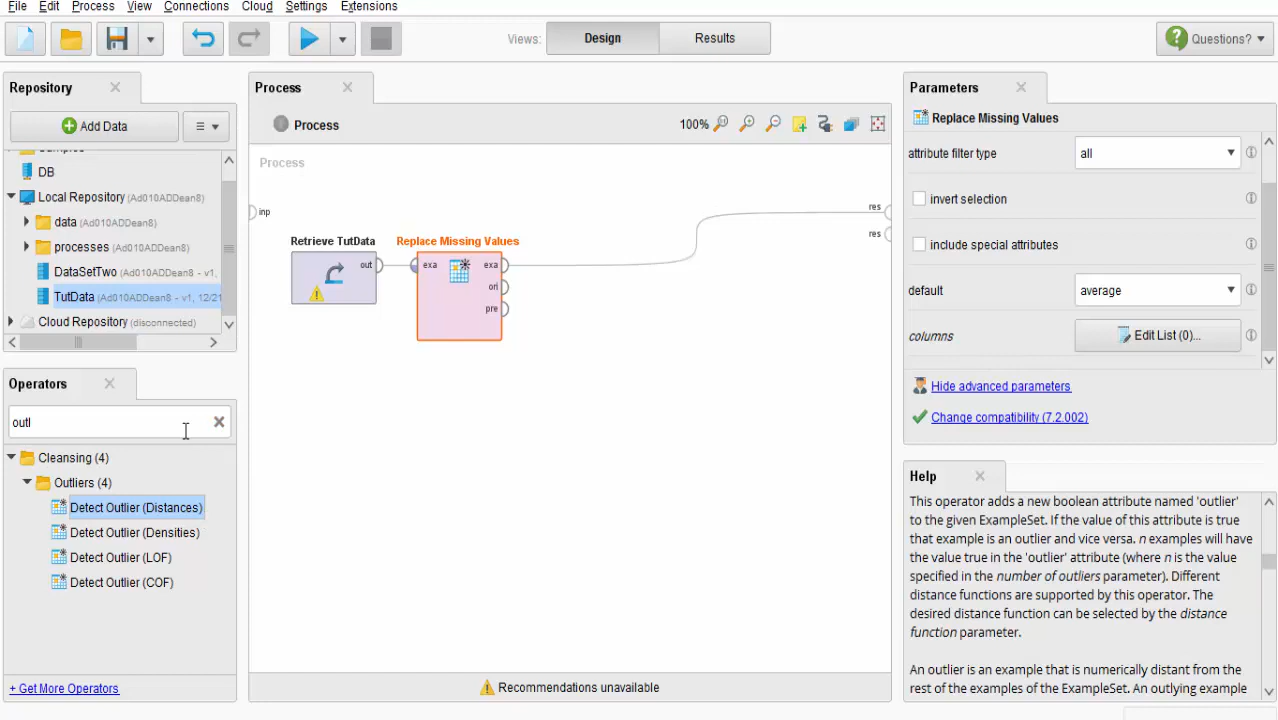 File Edit Process View Connections Cloud Settings Extensions
Views: Design Results Questions?
Repository
Add Data
DB
Local Repository (Ad010ADDean8)
data (Ad010ADDean8)
processes (Ad010ADDean8)
DataSetTwo (Ad010ADDean8 - v1,
TutData (Ad010ADDean8 - v1, 12/21
Cloud Repository (disconnected)
Operators
outl
Cleansing (4)
Outliers (4)
Detect Outlier (Distances)
Detect Outlier (Densities)
Detect Outlier (LOF)
Detect Outlier (COF)
+ Get More Operators
Process
Process 100%
Process
inp res
res
Retrieve TutData Replace Missing Values
out exa exa
ori
pre
Recommendations unavailable
Parameters
Replace Missing Values
attribute filter type all
invert selection
include special attributes
default average
columns Edit List (0)...
Hide advanced parameters
Change compatibility (7.2.002)
Help
This operator adds a new boolean attribute named 'outlier'
to the given ExampleSet. If the value of this attribute is true
that example is an outlier and vice versa. n examples will have
the value true in the 'outlier' attribute (where n is the value
specified in the number of outliers parameter). Different
distance functions are supported by this operator. The
desired distance function can be selected by the distance
function parameter.
An outlier is an example that is numerically distant from the
rest of the examples of the ExampleSet. An outlying example